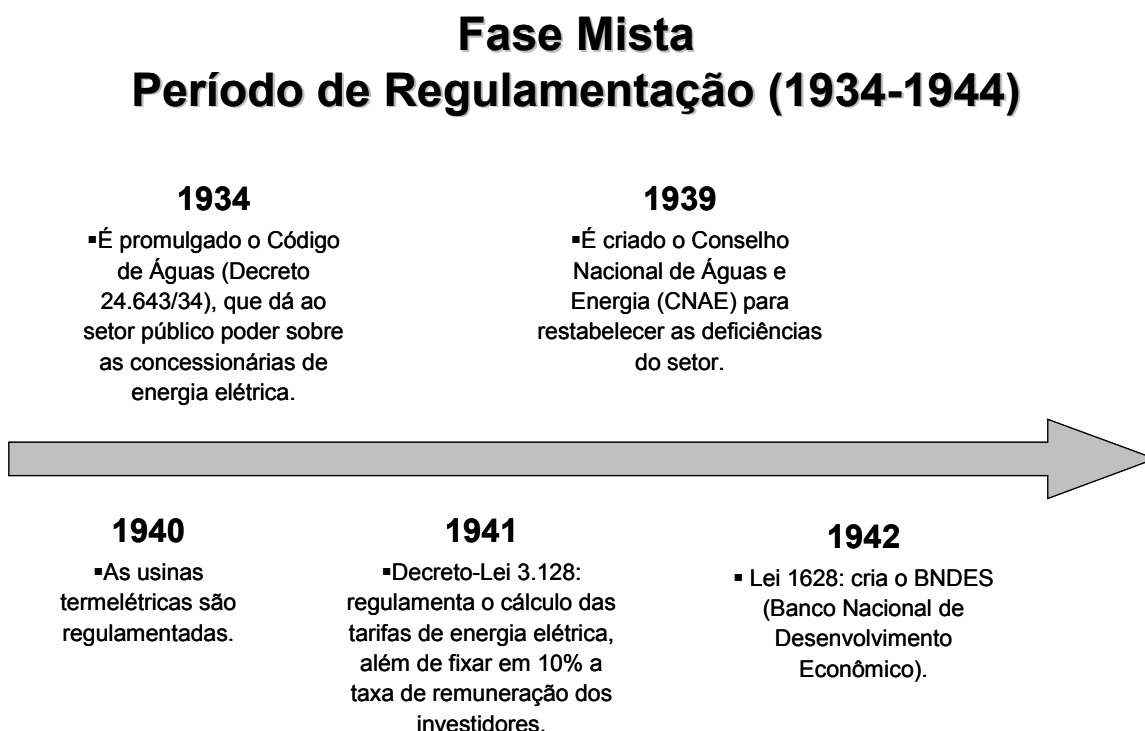 Fase Mista
Período de Regulamentação (1934-1944)
1934
▪É promulgado o Código
de Águas (Decreto
24.643/34), que dá ao
setor público poder sobre
as concessionárias de
energia elétrica.
1939
▪É criado o Conselho
Nacional de Águas e
Energia (CNAE) para
restabelecer as deficiências
do setor.
1940
▪As usinas
termelétricas são
regulamentadas.
1941
▪Decreto-Lei 3.128:
regulamenta o cálculo das
tarifas de energia elétrica,
além de fixar em 10% a
taxa de remuneração dos
investidores.
1942
▪ Lei 1628: cria o BNDES
(Banco Nacional de
Desenvolvimento
Econômico).